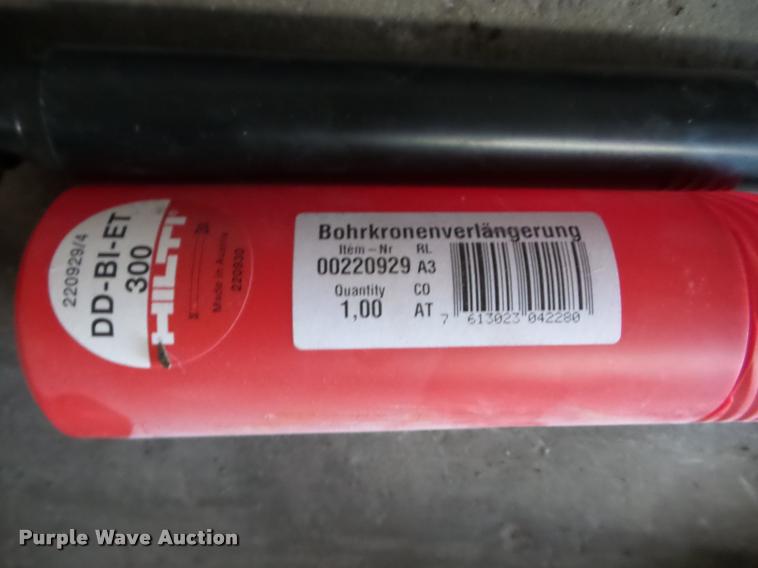 220929/4
DD-BI-ET
300
HILTI
Made in Austria
220930
Bohrkronenverlängerung
Item-Nr RL
00220929 A3
Quantity CO
1,00 AT
7 613023 042280
Purple Wave Auction